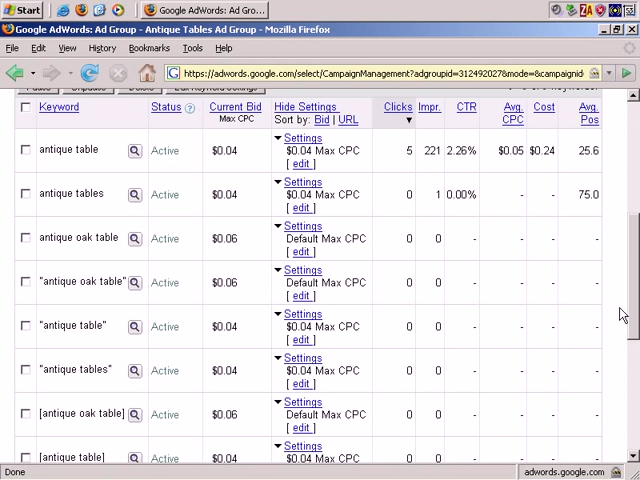 Start
Google AdWords: Ad Gro...
Google AdWords: Ad Group - Antique Tables Ad Group - Mozilla Firefox
File Edit View History Bookmarks Tools Help
https://adwords.google.com/select/CampaignManagement?adgroupid=312492027&mode=&campaignid
Keyword Status Current Bid Max CPC Hide Settings Sort by: Bid | URL Clicks Impr. CTR Avg. CPC Cost Avg. Pos
antique table Active $0.04 Settings $0.04 Max CPC [ edit ] 5 221 2.26% $0.05 $0.24 25.6
antique tables Active $0.04 Settings $0.04 Max CPC [ edit ] 0 1 0.00% - - 75.0
antique oak table Active $0.06 Settings Default Max CPC [ edit ] 0 0 - - - -
"antique oak table" Active $0.06 Settings Default Max CPC [ edit ] 0 0 - - - -
"antique table" Active $0.04 Settings $0.04 Max CPC [ edit ] 0 0 - - - -
"antique tables" Active $0.04 Settings $0.04 Max CPC [ edit ] 0 0 - - - -
[antique oak table] Active $0.06 Settings Default Max CPC [ edit ] 0 0 - - - -
[antique table] Active $0.04 Settings $0.04 Max CPC 0 0 - - - -
Done adwords.google.com